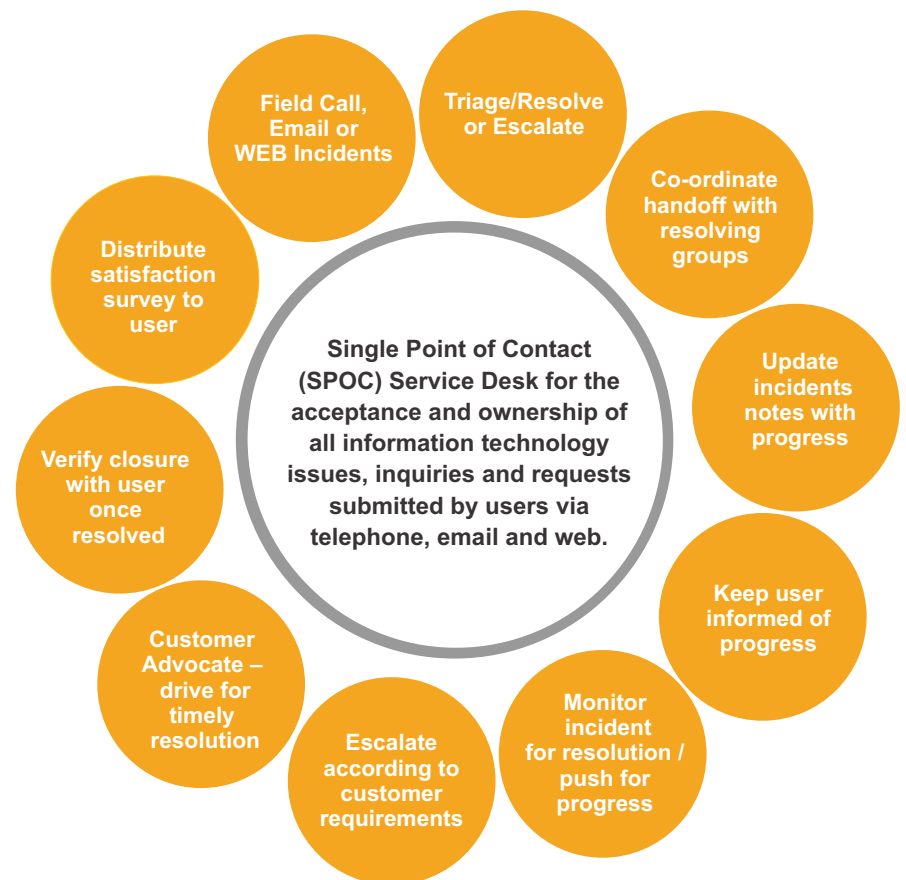 Field Call,
Email or
WEB Incidents
Triage/Resolve
or Escalate
Co-ordinate
handoff with
resolving
groups
Update
incidents
notes with
progress
Keep user
informed of
progress
Monitor
incident
for resolution /
push for
progress
Escalate
according to
customer
requirements
Customer
Advocate –
drive for
timely
resolution
Verify closure
with user
once
resolved
Distribute
satisfaction
survey to
user
Single Point of Contact
(SPOC) Service Desk for the
acceptance and ownership of
all information technology
issues, inquiries and requests
submitted by users via
telephone, email and web.